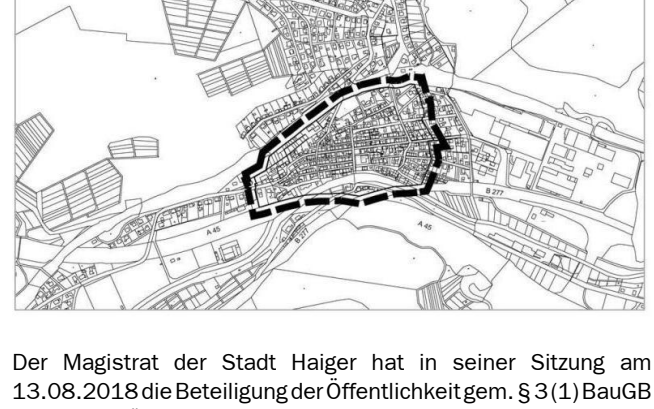 B 277
A 45
A 45
B 277
Der Magistrat der Stadt Haiger hat in seiner Sitzung am
13.08.2018 die Beteiligung der Öffentlichkeit gem. § 3 (1) BauGB